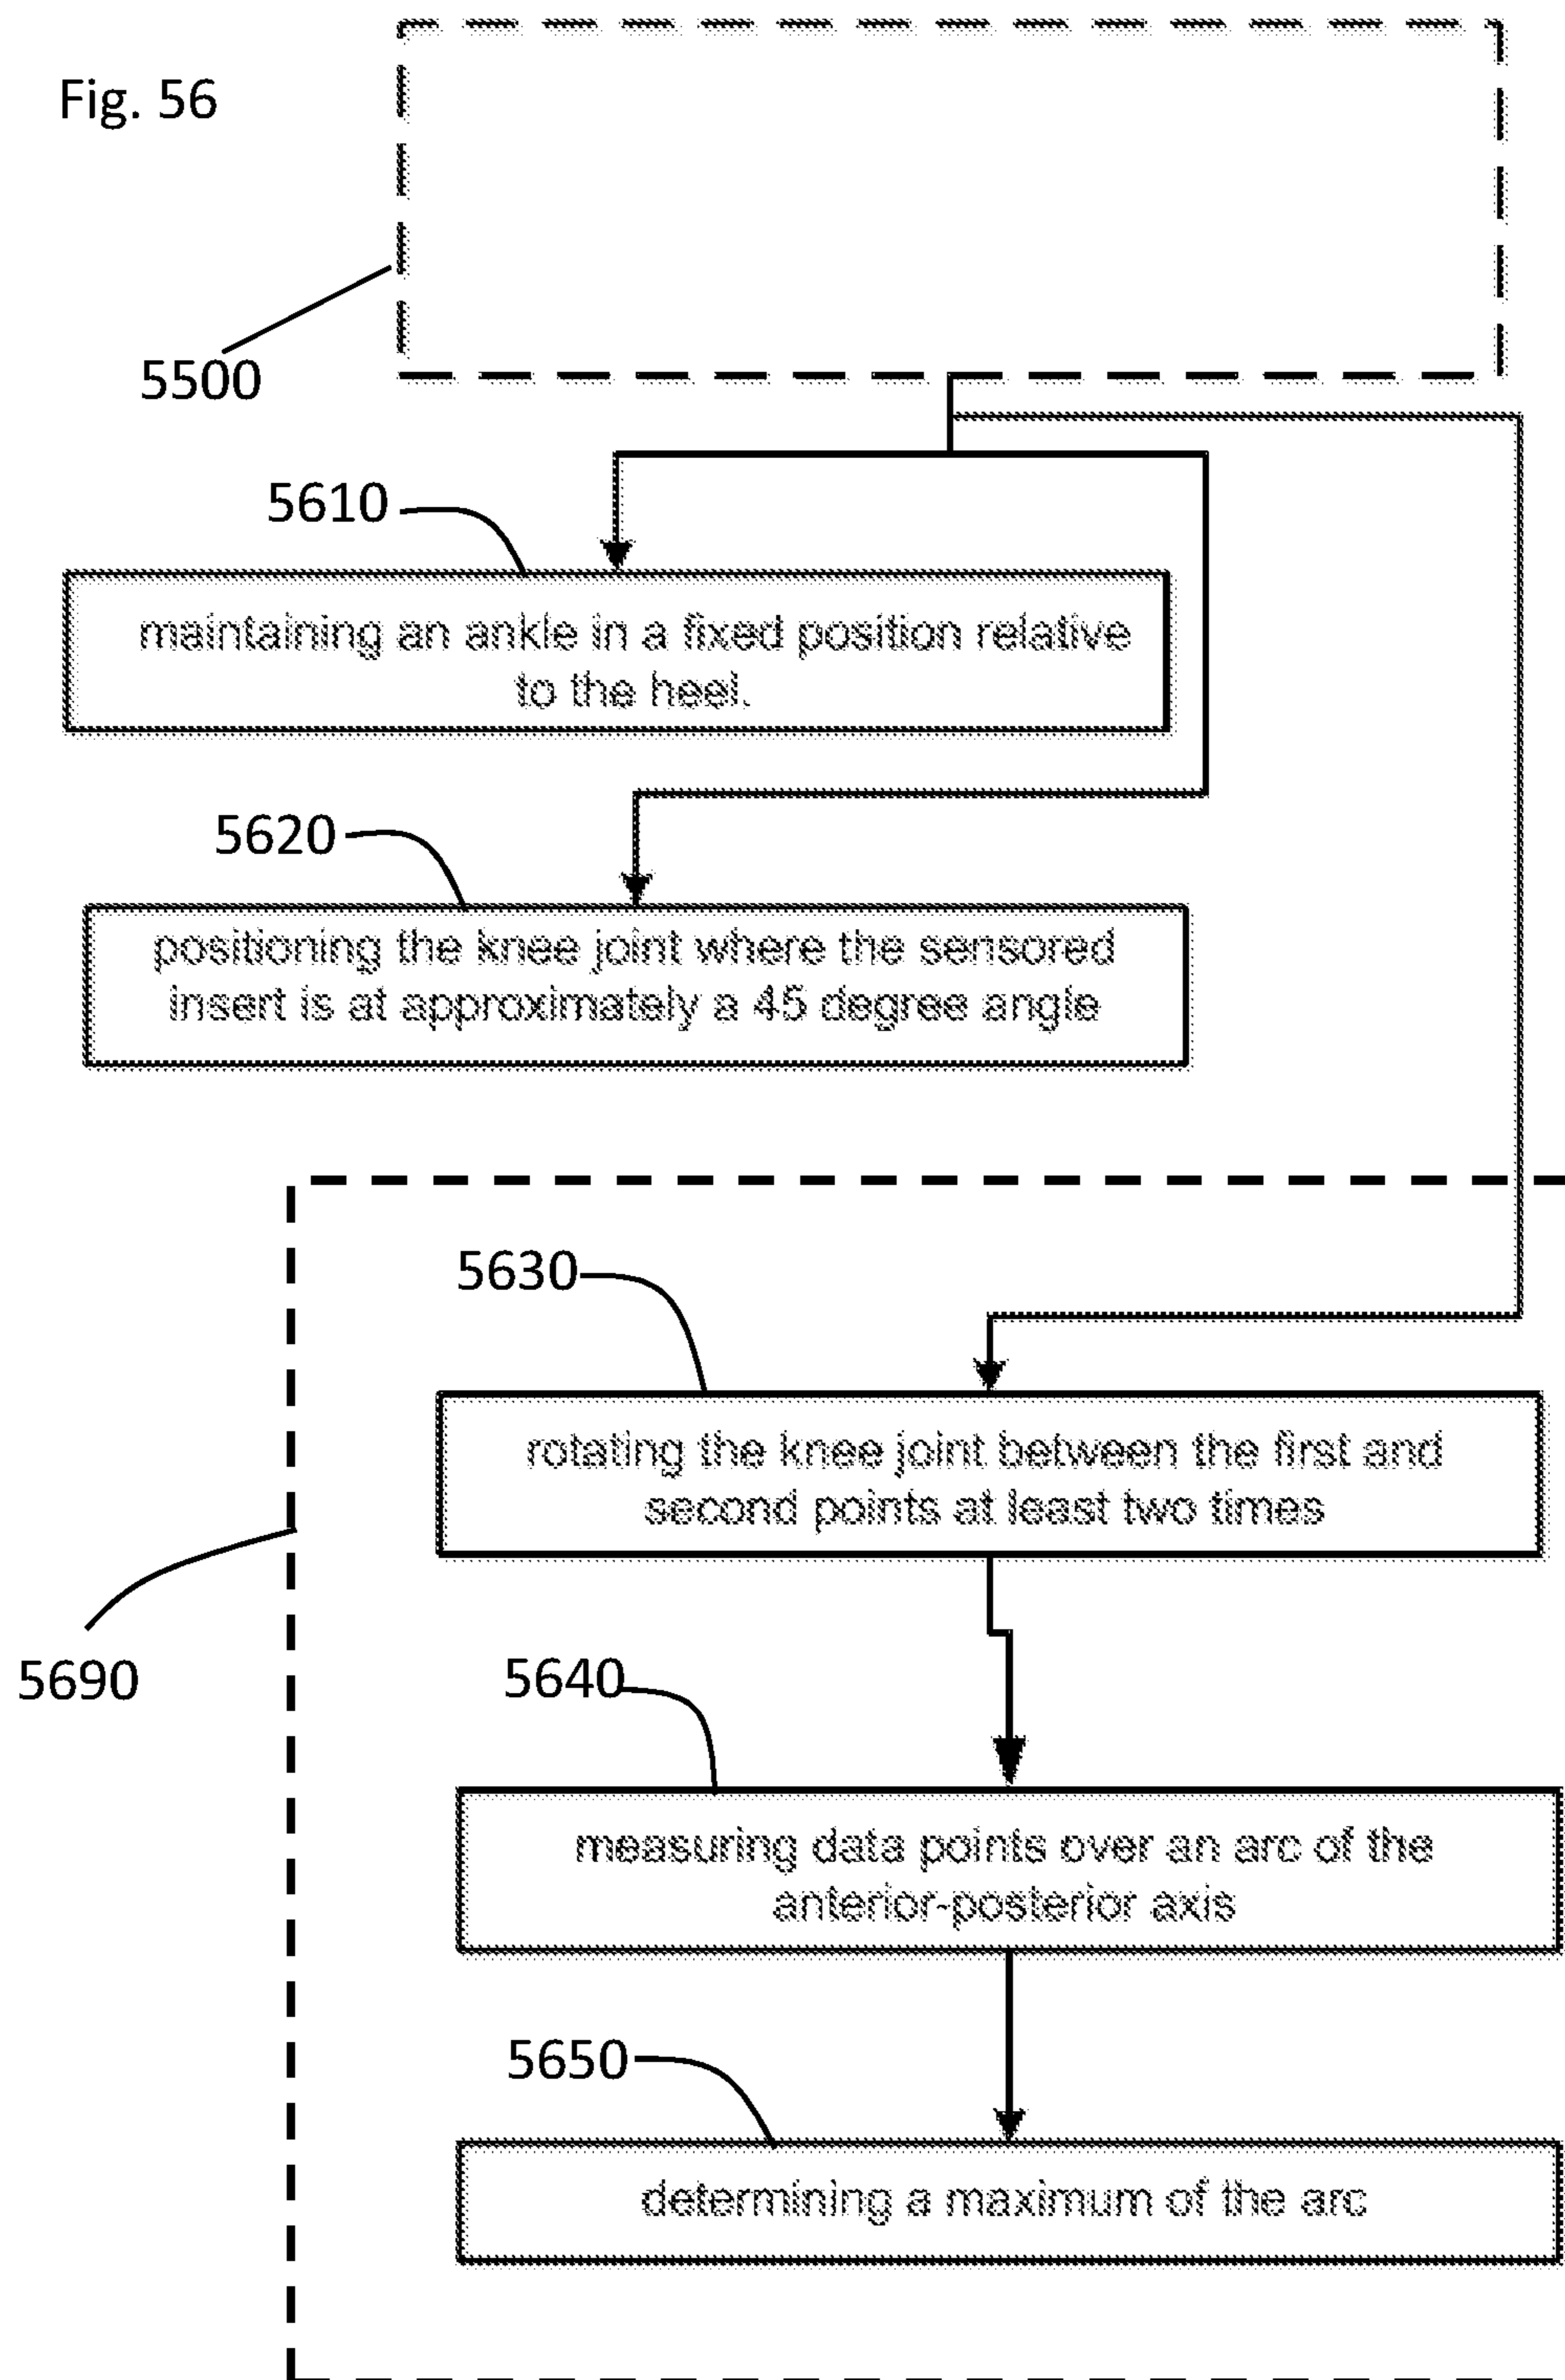 Fig. 56
5500
5610
maintaining an ankle in a fixed position relative
to the heel.
5620
positioning the knee joint where the sensored
insert is at approximately a 45 degree angle
5630
rotating the knee joint between the first and
second points at least two times
5690
5640
measuring data points over an arc of the
anterior-posterior axis
5650
determining a maximum of the arc